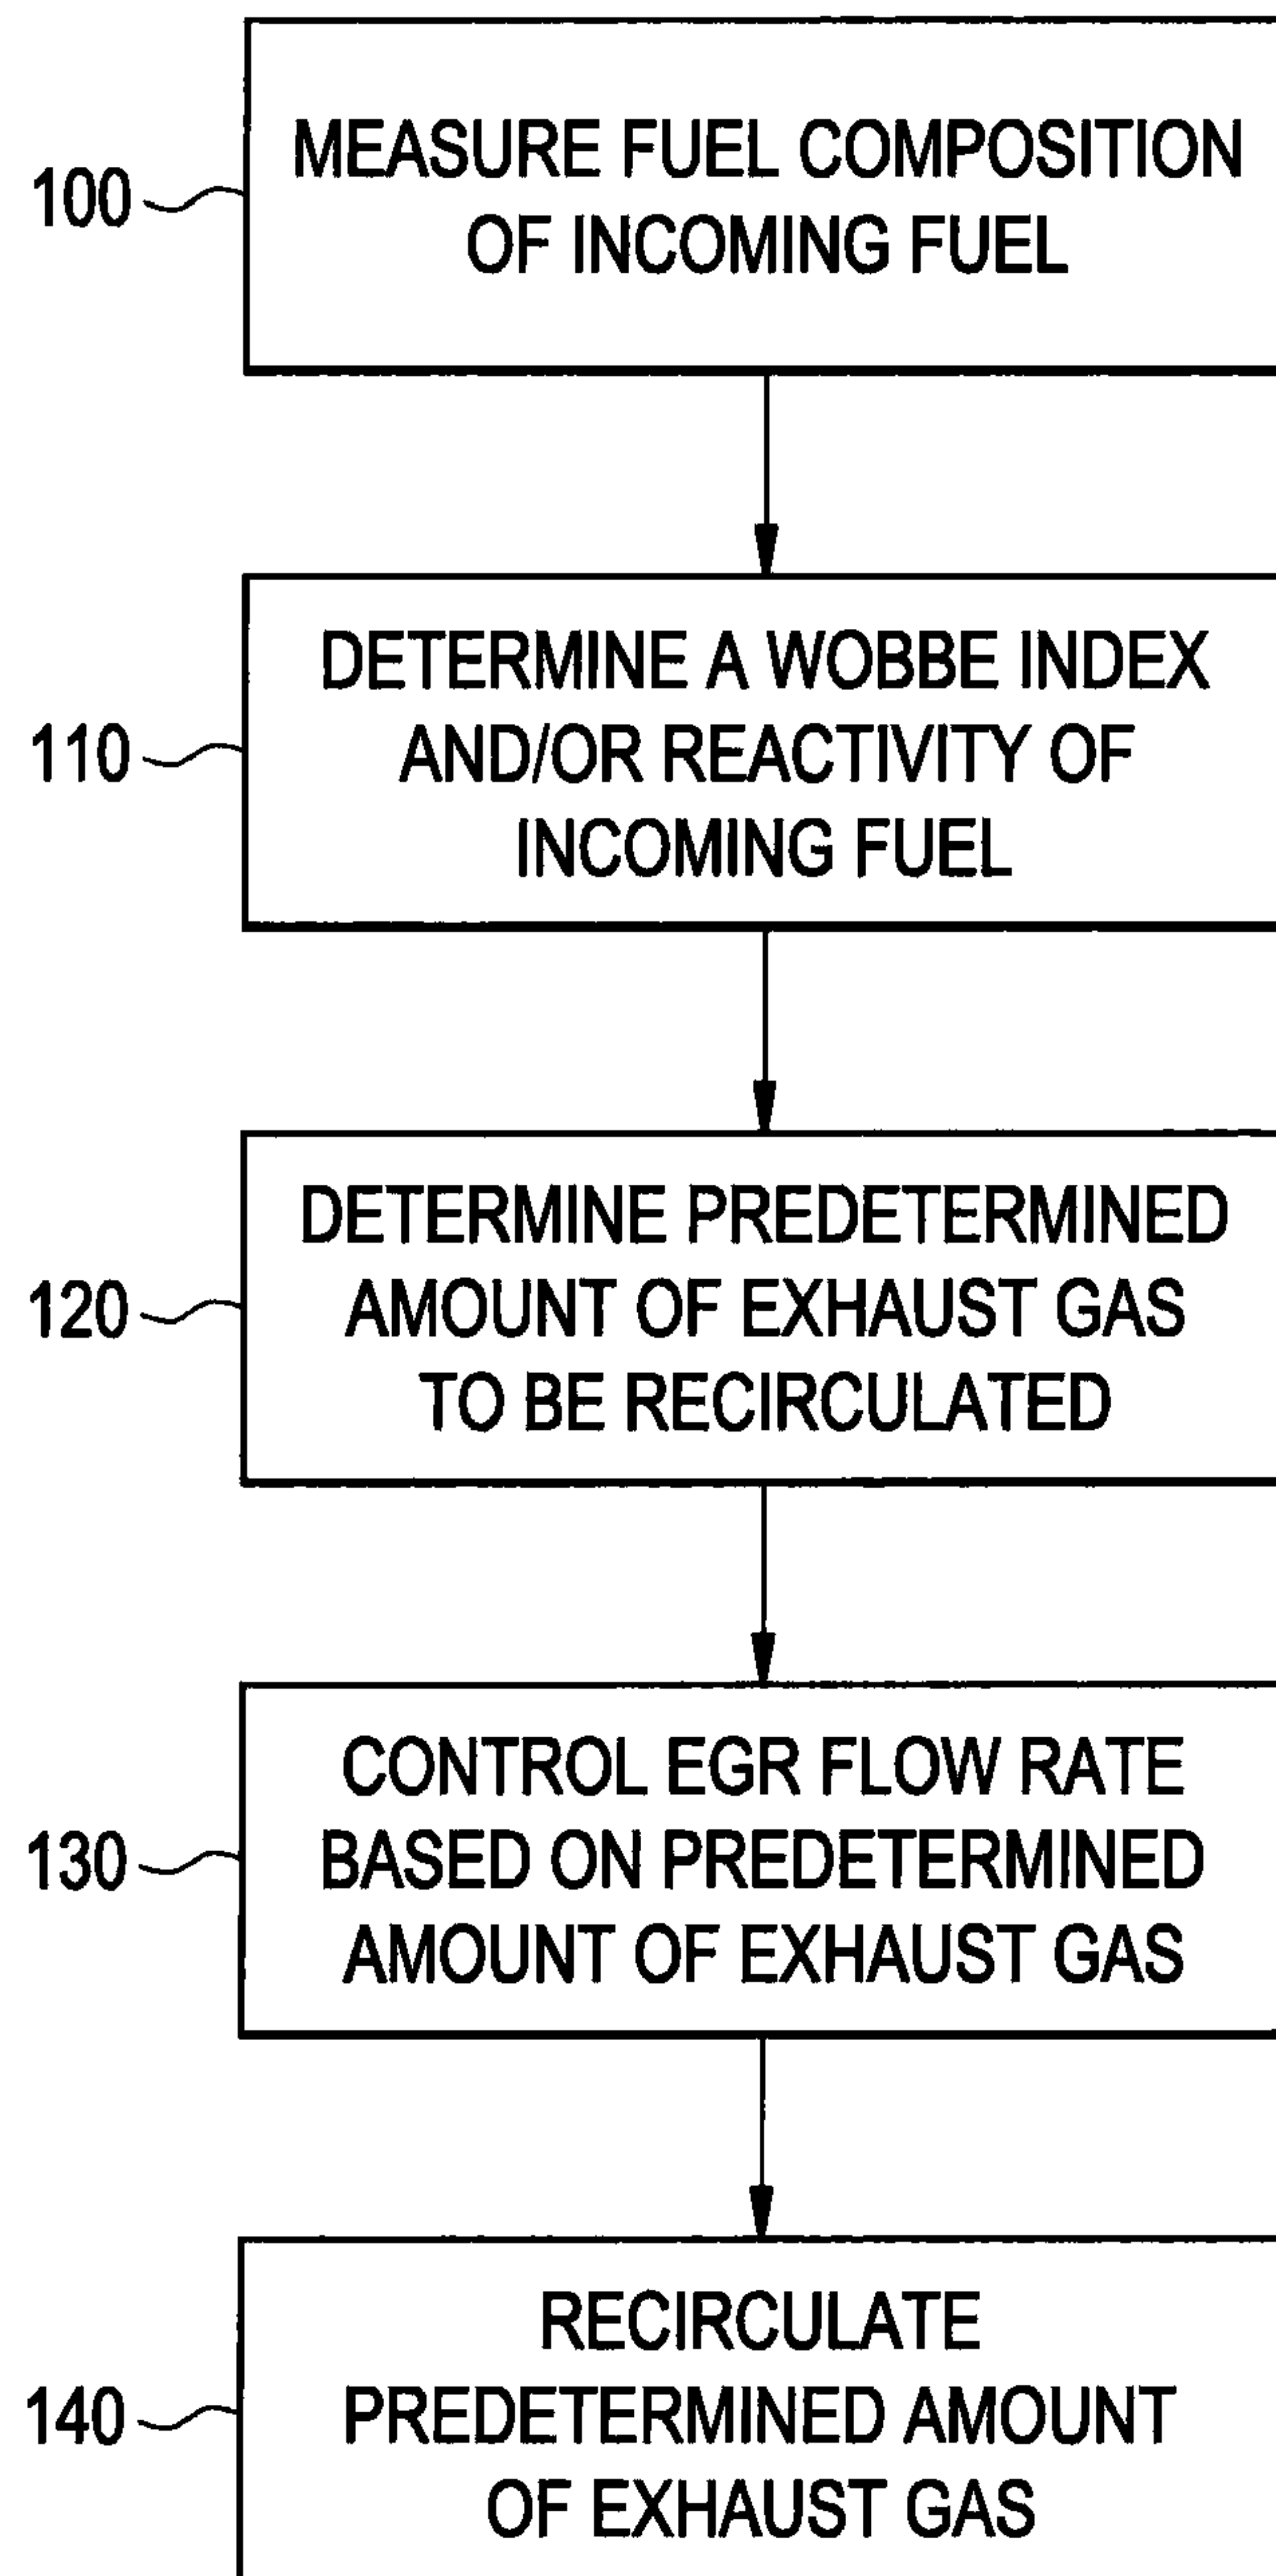 100
MEASURE FUEL COMPOSITION
OF INCOMING FUEL
110
DETERMINE A WOBBE INDEX
AND/OR REACTIVITY OF
INCOMING FUEL
120
DETERMINE PREDETERMINED
AMOUNT OF EXHAUST GAS
TO BE RECIRCULATED
130
CONTROL EGR FLOW RATE
BASED ON PREDETERMINED
AMOUNT OF EXHAUST GAS
140
RECIRCULATE
PREDETERMINED AMOUNT
OF EXHAUST GAS